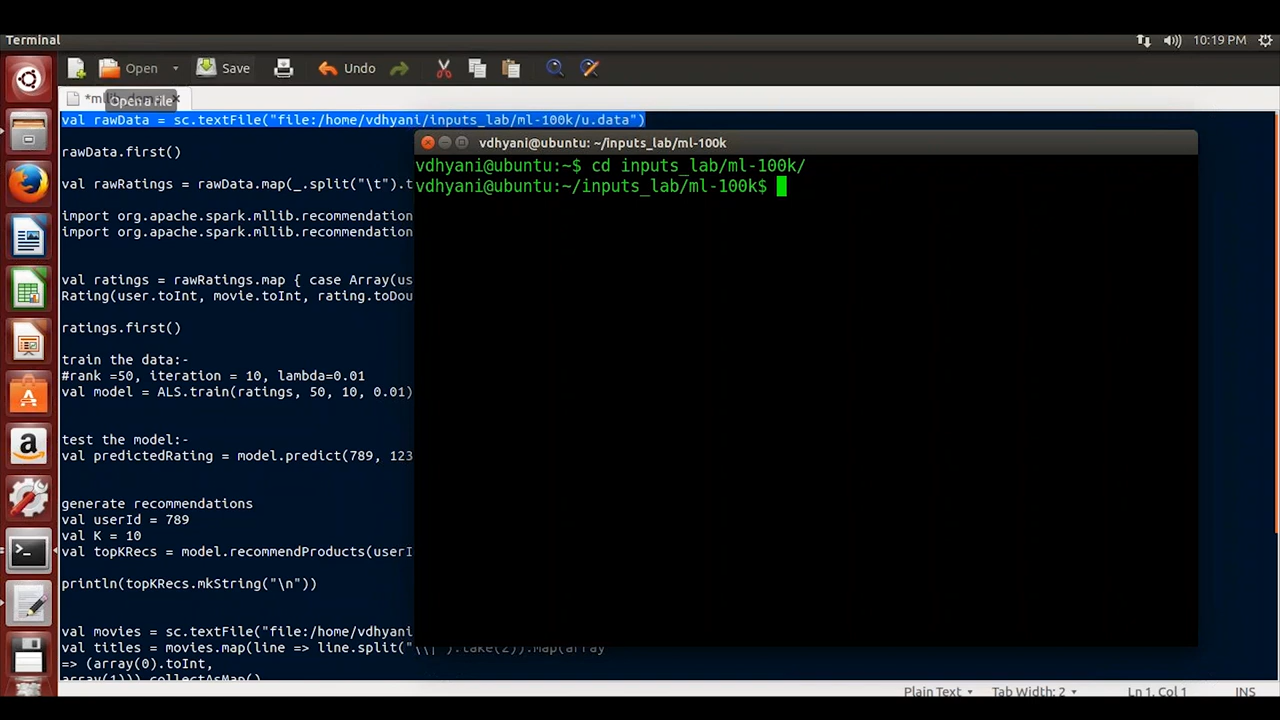 Terminal
10:19 PM
Open
Save
Undo
Open a file
val rawData = sc.textFile("file:/home/vdhyani/inputs_lab/ml-100k/u.data")
rawData.first()
val rawRatings = rawData.map(_.split("\t").t
import org.apache.spark.mllib.recommendation
import org.apache.spark.mllib.recommendation
val ratings = rawRatings.map { case Array(us
Rating(user.toInt, movie.toInt, rating.toDou
ratings.first()
train the data:-
#rank =50, iteration = 10, lambda=0.01
val model = ALS.train(ratings, 50, 10, 0.01)
test the model:-
val predictedRating = model.predict(789, 123
generate recommendations
val userId = 789
val K = 10
val topKRecs = model.recommendProducts(userI
println(topKRecs.mkString("\n"))
val movies = sc.textFile("file:/home/vdhyani
val titles = movies.map(line => line.split("\\|").take(2)).map(array
=> (array(0).toInt,
array(1))).collectAsMap()
vdhyani@ubuntu: ~/inputs_lab/ml-100k
vdhyani@ubuntu:~$ cd inputs_lab/ml-100k/
vdhyani@ubuntu:~/inputs_lab/ml-100k$
Plain Text
Tab Width: 2
Ln 1, Col 1
INS